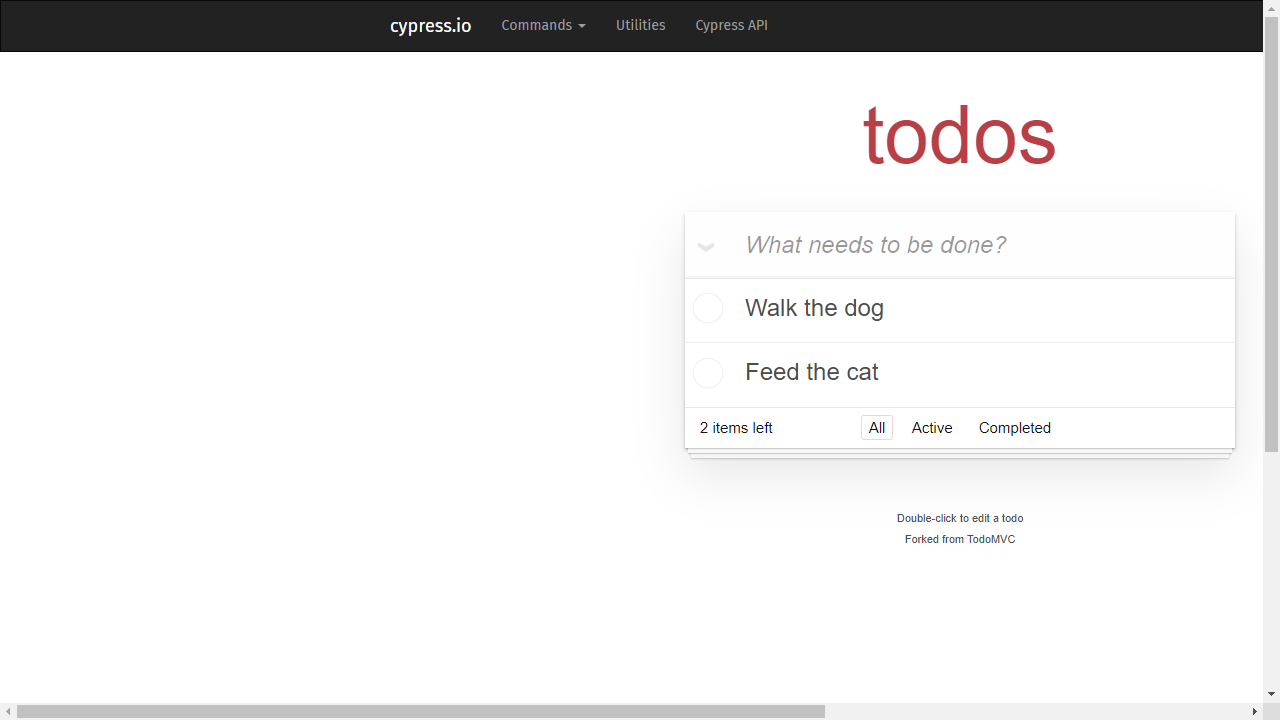 cypress.io Commands Utilities Cypress API
todos
What needs to be done?
Walk the dog
Feed the cat
2 items left All Active Completed
Double-click to edit a todo
Forked from TodoMVC